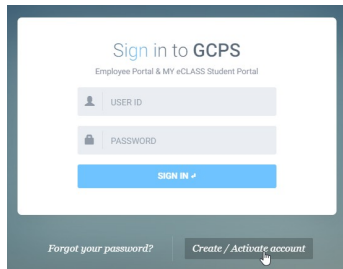 Sign in to GCPS
Employee Portal & MY eCLASS Student Portal
USER ID
PASSWORD
SIGN IN ↵
Forgot your password? Create / Activate account